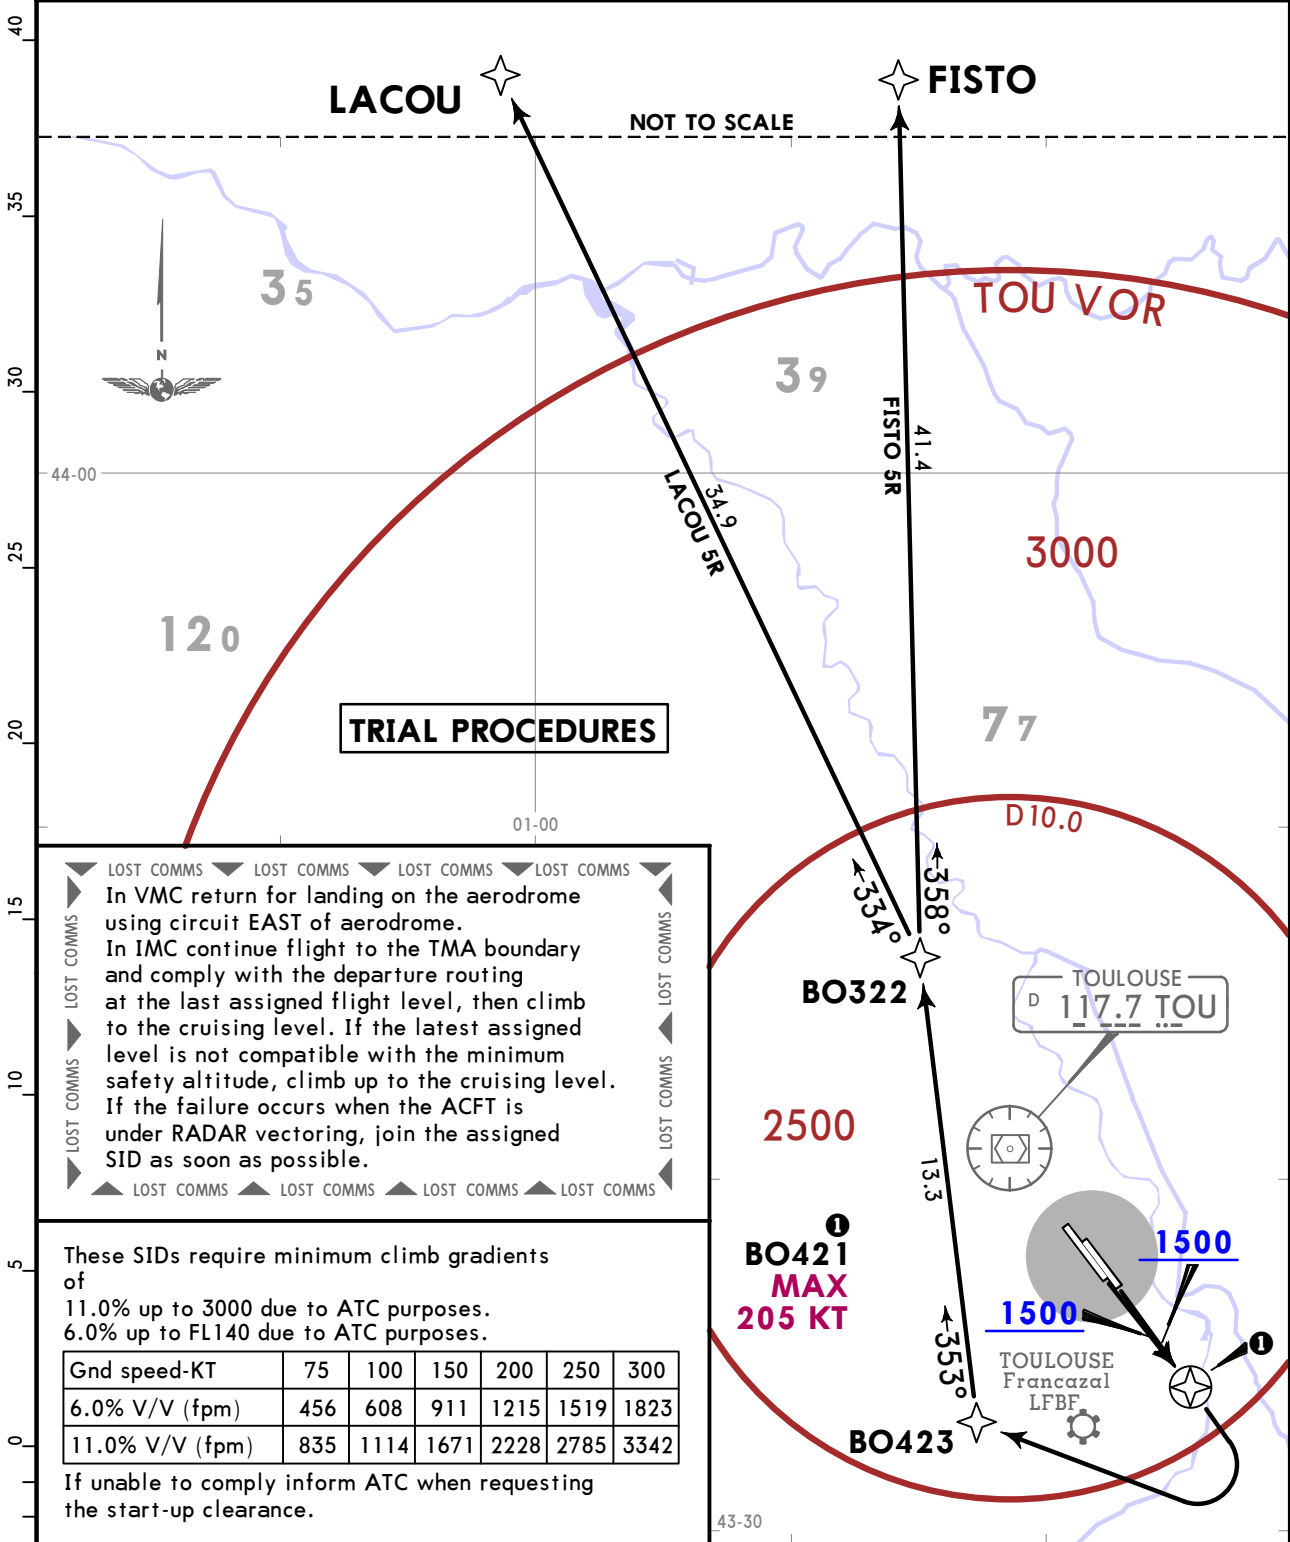 40
LACOU
FISTO
NOT TO SCALE
35
35
N
TOU VOR
39
30
FISTO 5R
41.4
44-00
LACOU 5R
34.9
3000
25
120
77
20
TRIAL PROCEDURES
D10.0
01-00
LOST COMMS LOST COMMS LOST COMMS LOST COMMS
LOST COMMS
LOST COMMS
In VMC return for landing on the aerodrome
using circuit EAST of aerodrome.
In IMC continue flight to the TMA boundary
and comply with the departure routing
at the last assigned flight level, then climb
to the cruising level. If the latest assigned
level is not compatible with the minimum
safety altitude, climb up to the cruising level.
If the failure occurs when the ACFT is
under RADAR vectoring, join the assigned
SID as soon as possible.
LOST COMMS
LOST COMMS
LOST COMMS LOST COMMS LOST COMMS LOST COMMS
15
334°
358°
BO322
TOULOUSE
D 117.7 TOU
10
2500
13.3
1
BO421
MAX
205 KT
1500
1500
5
These SIDs require minimum climb gradients
of
11.0% up to 3000 due to ATC purposes.
6.0% up to FL140 due to ATC purposes.
Gnd speed-KT 75 100 150 200 250 300
6.0% V/V (fpm) 456 608 911 1215 1519 1823
11.0% V/V (fpm) 835 1114 1671 2228 2785 3342
If unable to comply inform ATC when requesting
the start-up clearance.
353°
TOULOUSE
Francazal
LFBF
1
0
BO423
43-30